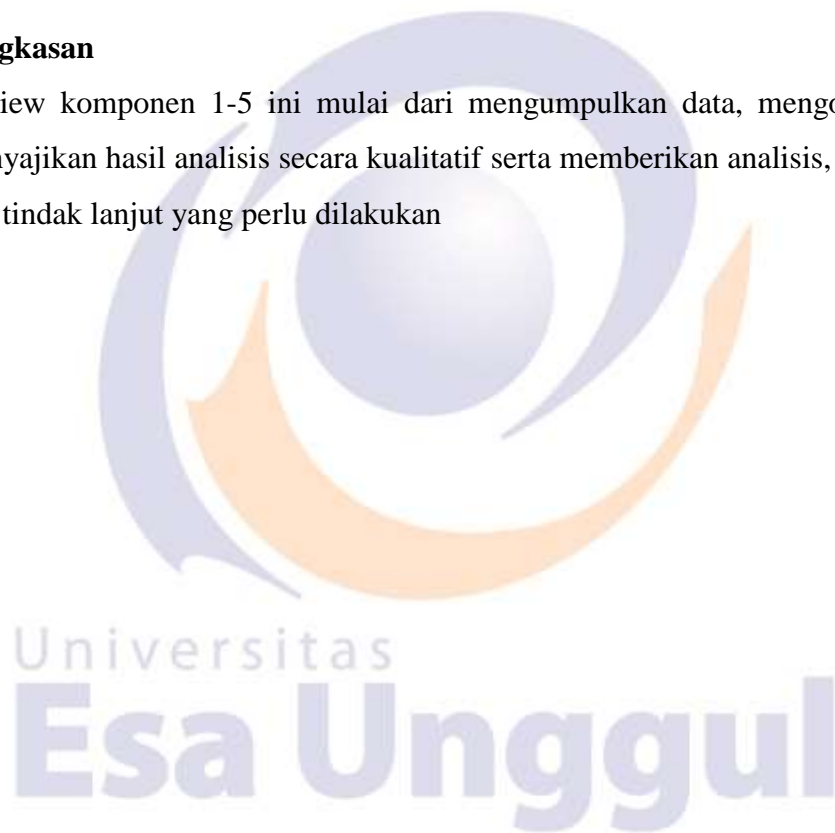 gkasan
iew komponen 1-5 ini mulai dari mengumpulkan data, mengo
nyajikan hasil analisis secara kualitatif serta memberikan analisis,
tindak lanjut yang perlu dilakukan
Universitas
Esa Unggul